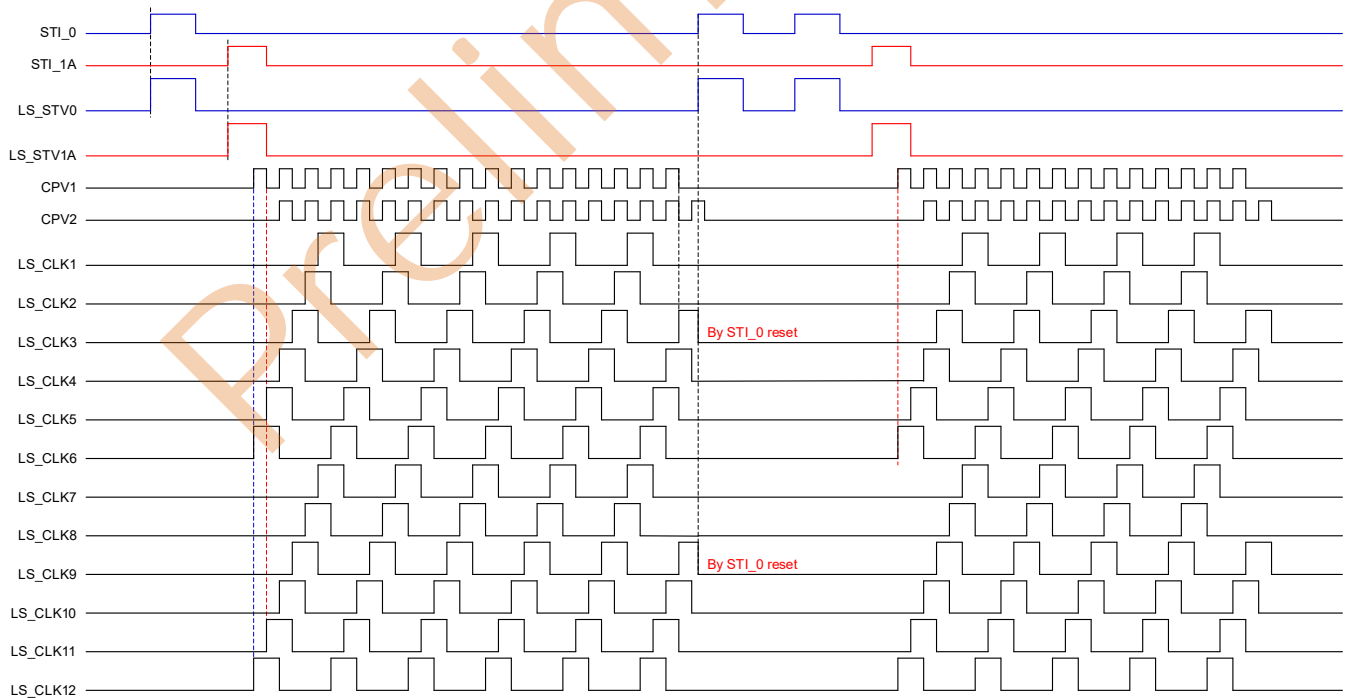 STI_0
STI_1A
LS_STV0
LS_STV1A
CPV1
CPV2
LS_CLK1
LS_CLK2
LS_CLK3
By STI_0 reset
LS_CLK4
LS_CLK5
LS_CLK6
LS_CLK7
LS_CLK8
LS_CLK9
By STI_0 reset
LS_CLK10
LS_CLK11
LS_CLK12
Prelim